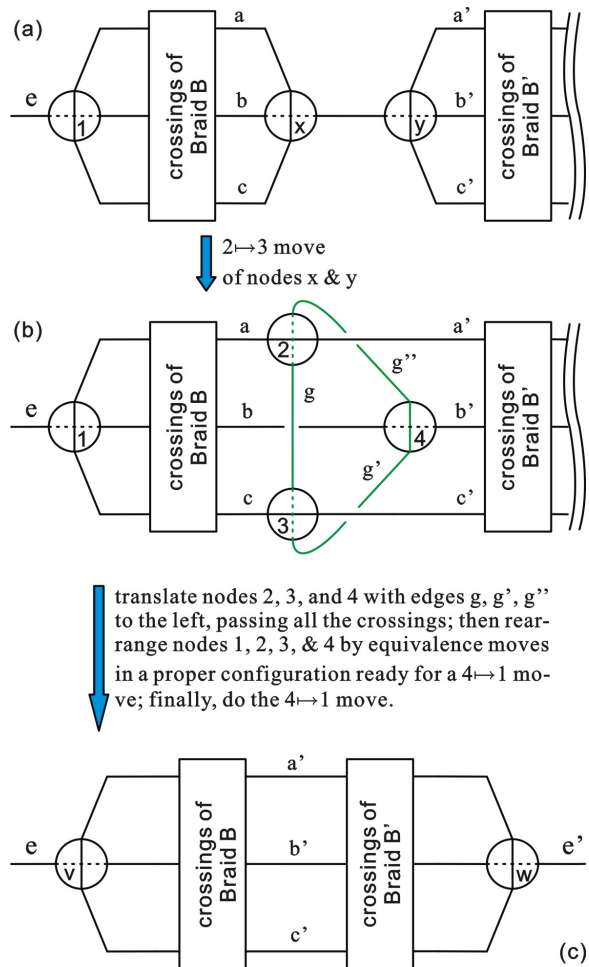 (a)
a
a'
e
1
crossings of
Braid B
b
x
y
b'
crossings of
Braid B'
c
c'
2↦3 move
of nodes x & y
(b)
a
2
a'
g''
e
1
crossings of
Braid B
g
b
4
b'
crossings of
Braid B'
g'
c
3
c'
translate nodes 2, 3, and 4 with edges g, g', g''
to the left, passing all the crossings; then rear-
range nodes 1, 2, 3, & 4 by equivalence moves
in a proper configuration ready for a 4↦1 mo-
ve; finally, do the 4↦1 move.
a'
e
v
crossings of
Braid B
b'
crossings of
Braid B'
w
e'
c'
(c)